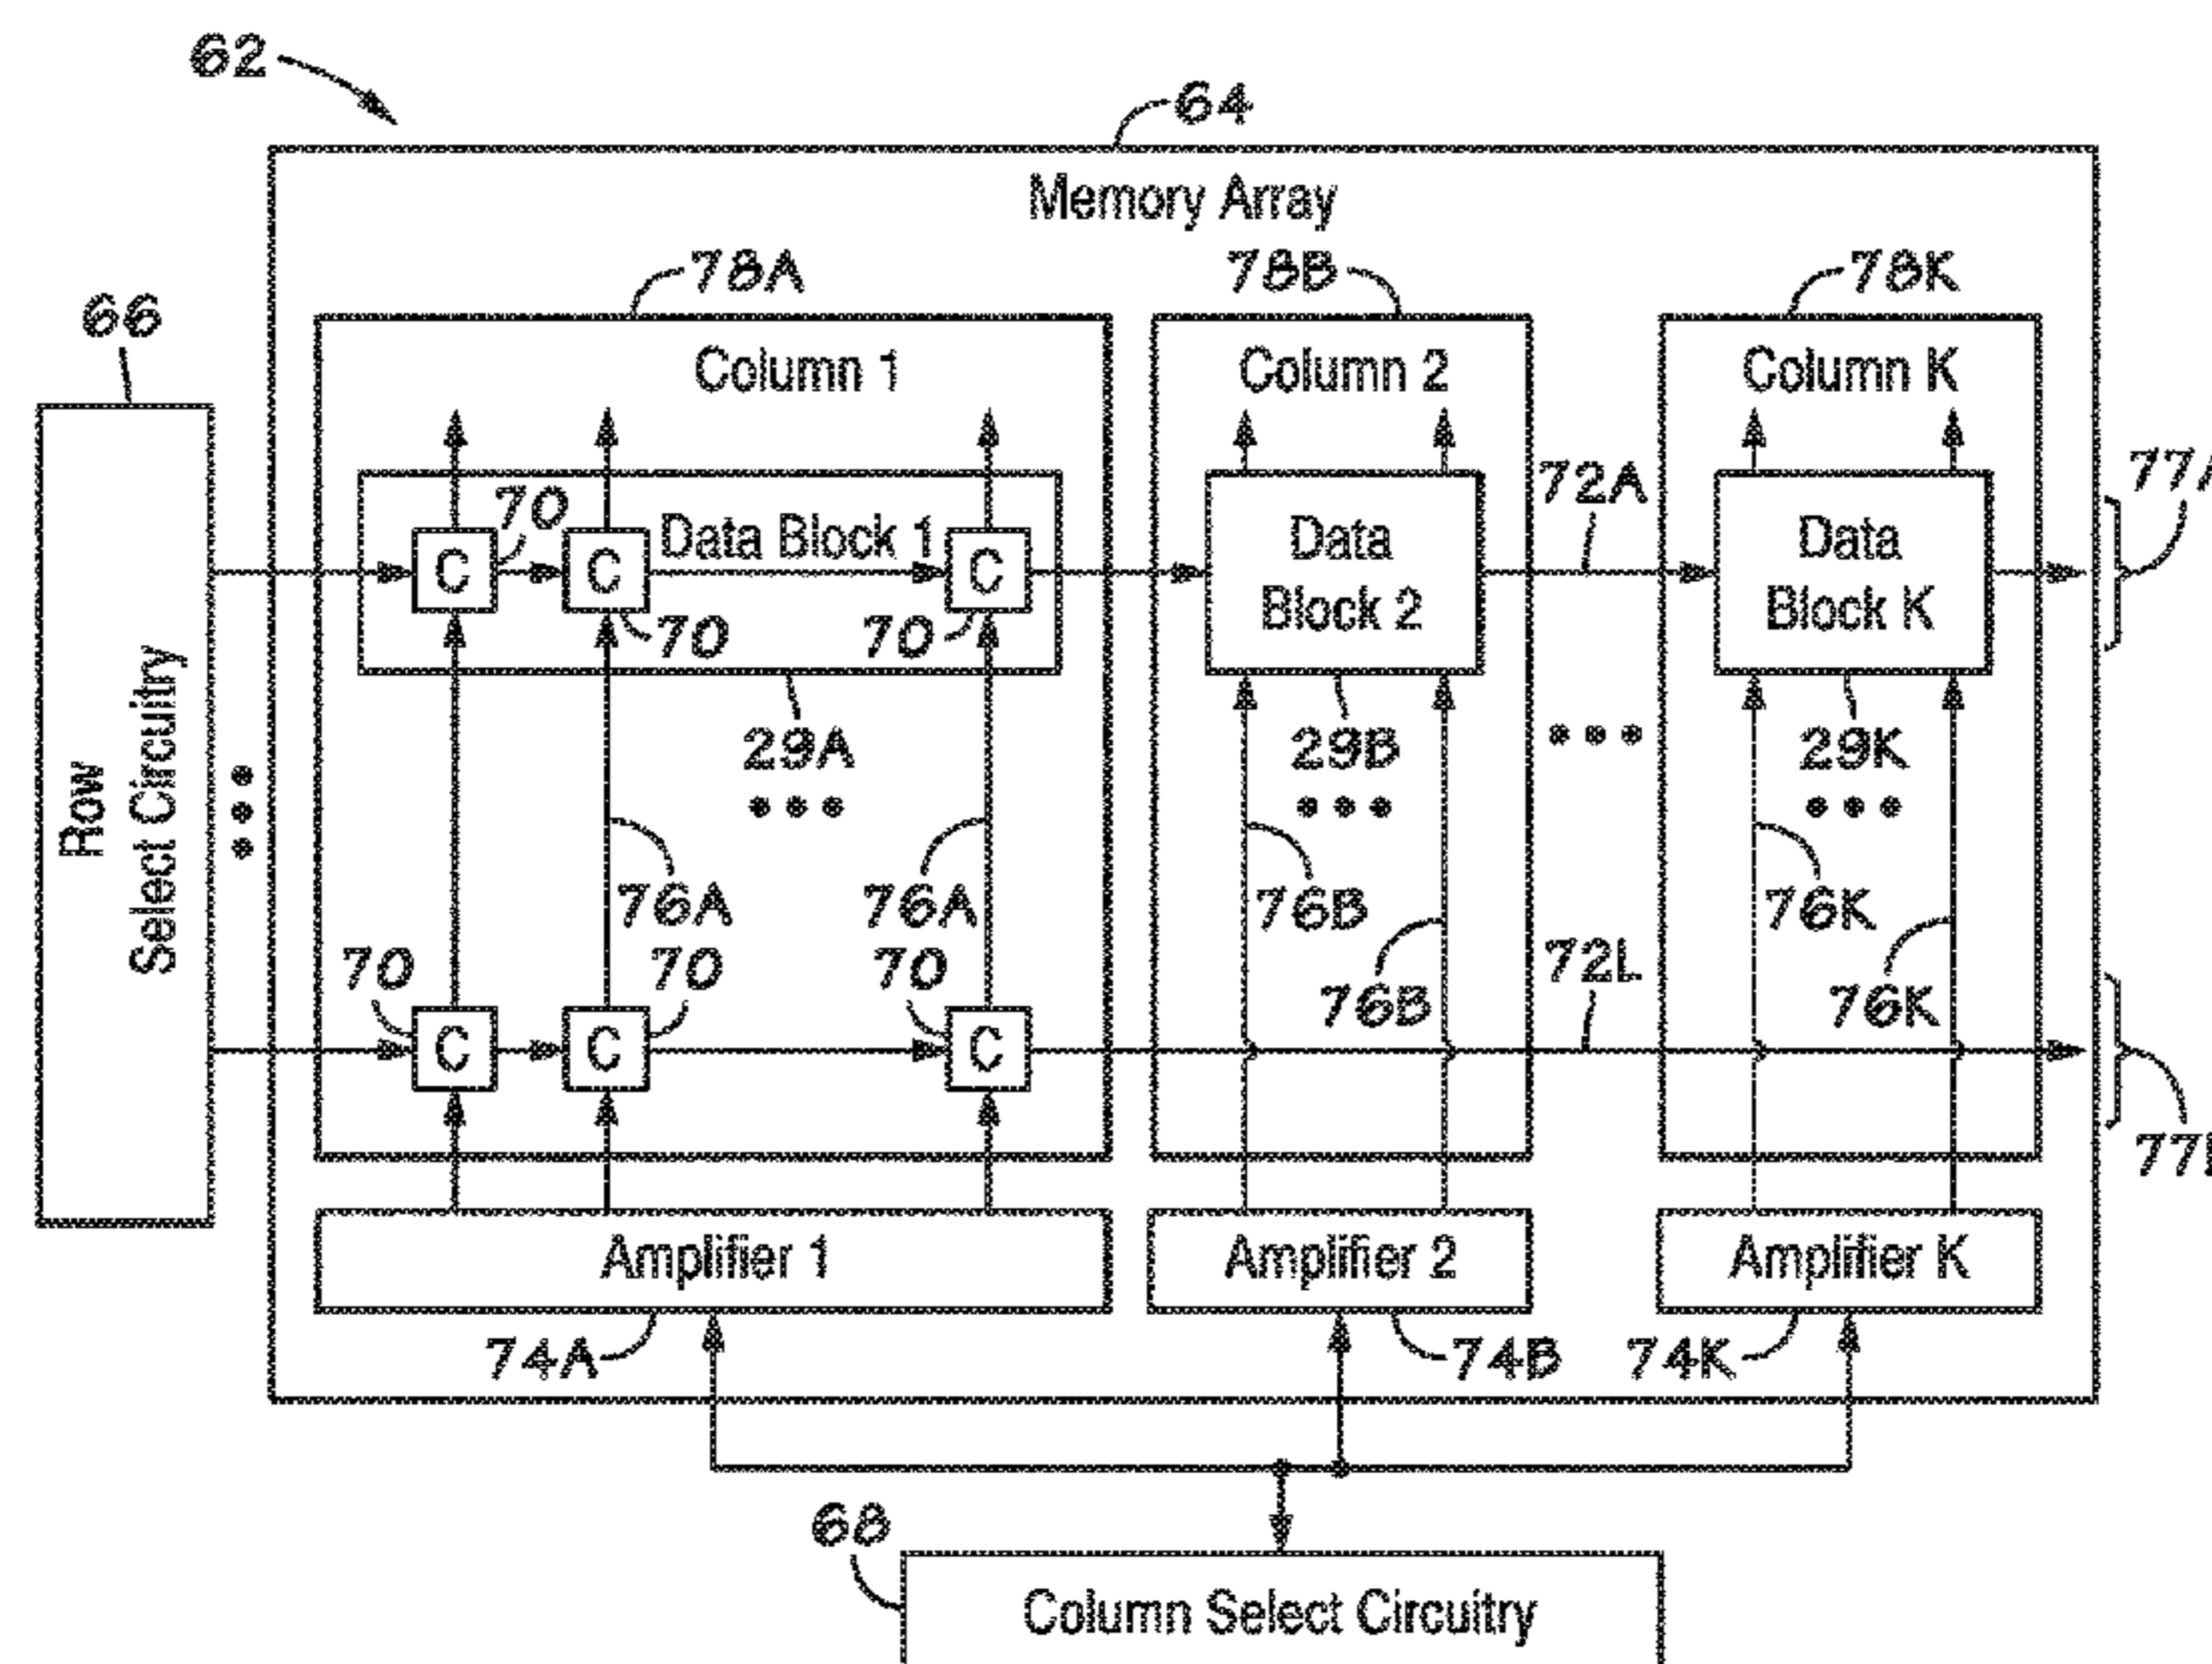 62
64
Memory Array
66
78A
78B
78K
Column 1
Column 2
Column K
70
Data Block 1
72A
77A
C
C
C
Data
Block 2
Data
Block K
70
70
Row
Select Circuitry
29A
29B
29K
76A
76A
76B
76K
70
70
70
76B
72L
76K
C
C
C
Amplifier 1
Amplifier 2
Amplifier K
74A
74B
74K
68
Column Select Circuitry